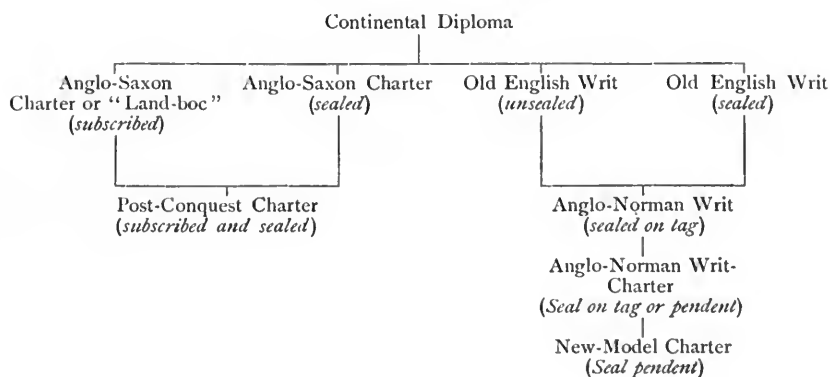 Continental Diploma
Anglo-Saxon
Charter or "Land-boc"
(subscribed)
Anglo-Saxon Charter
(sealed)
Old English Writ
(unsealed)
Old English Writ
(sealed)
Post-Conquest Charter
(subscribed and sealed)
Anglo-Norman Writ
(sealed on tag)
Anglo-Norman Writ-
Charter
(Seal on tag or pendent)
New-Model Charter
(Seal pendent)